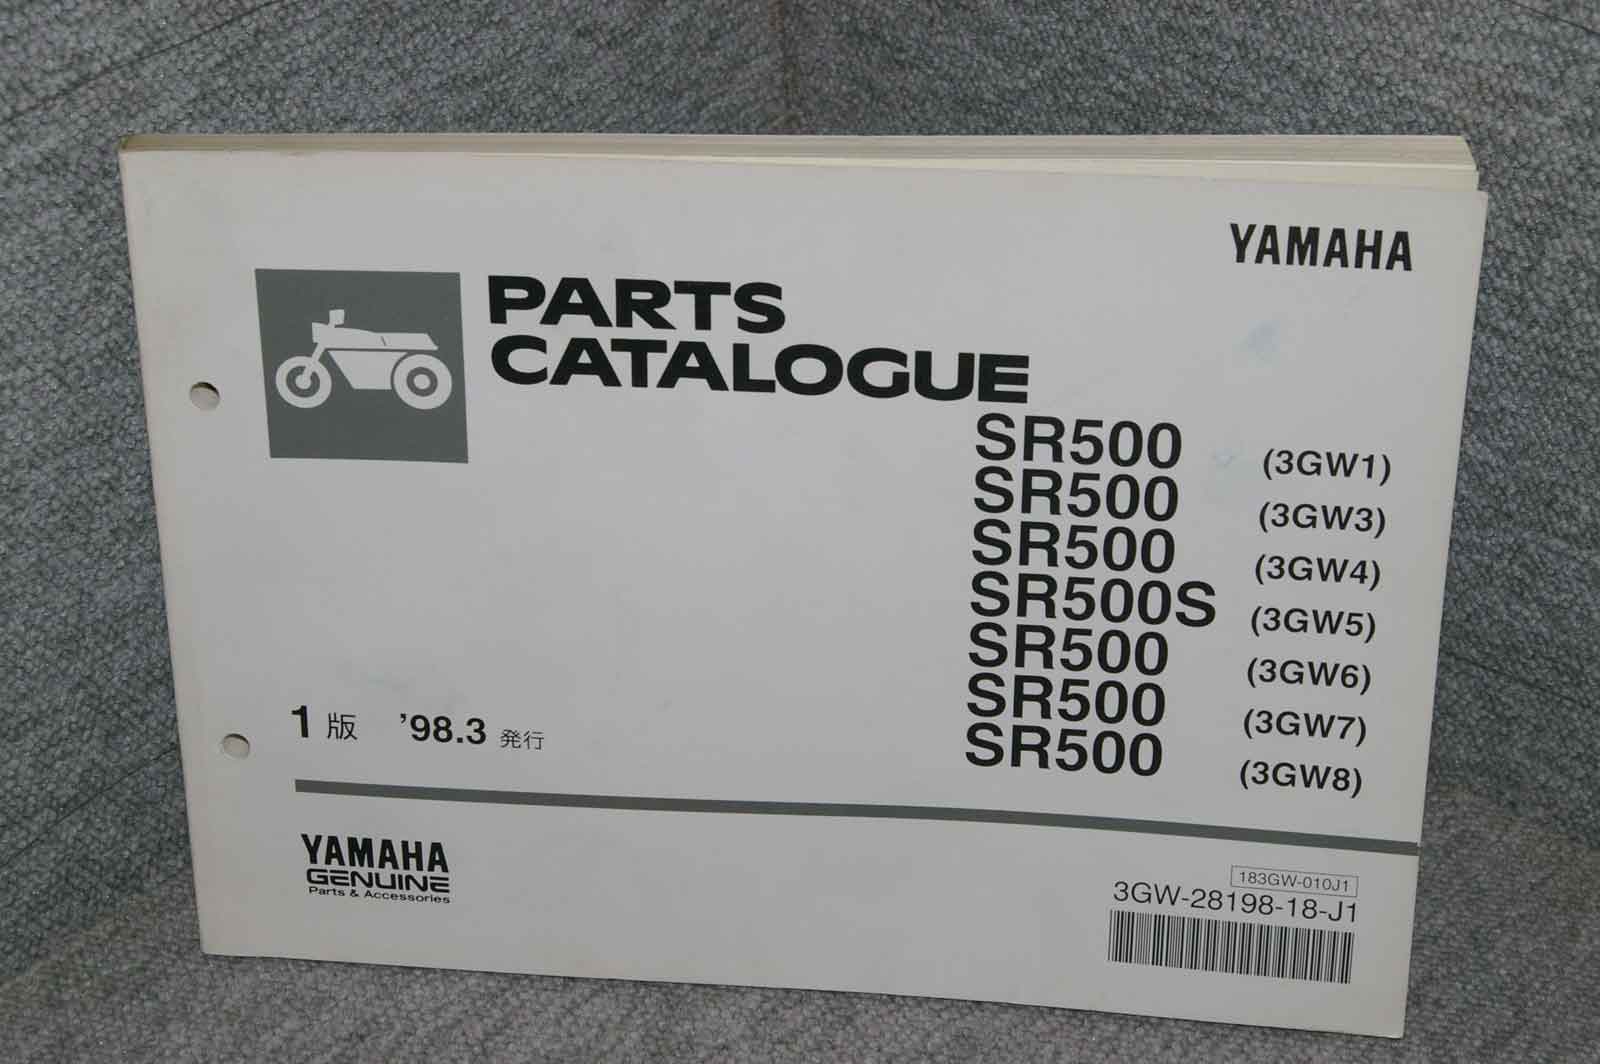 YAMAHA
PARTS
CATALOGUE
SR500 (3GW1)
SR500 (3GW3)
SR500 (3GW4)
SR500S (3GW5)
SR500 (3GW6)
SR500 (3GW7)
SR500 (3GW8)
1版 '98.3 発行
YAMAHA
GENUINE
Parts & Accessories
183GW-010J1
3GW-28198-18-J1